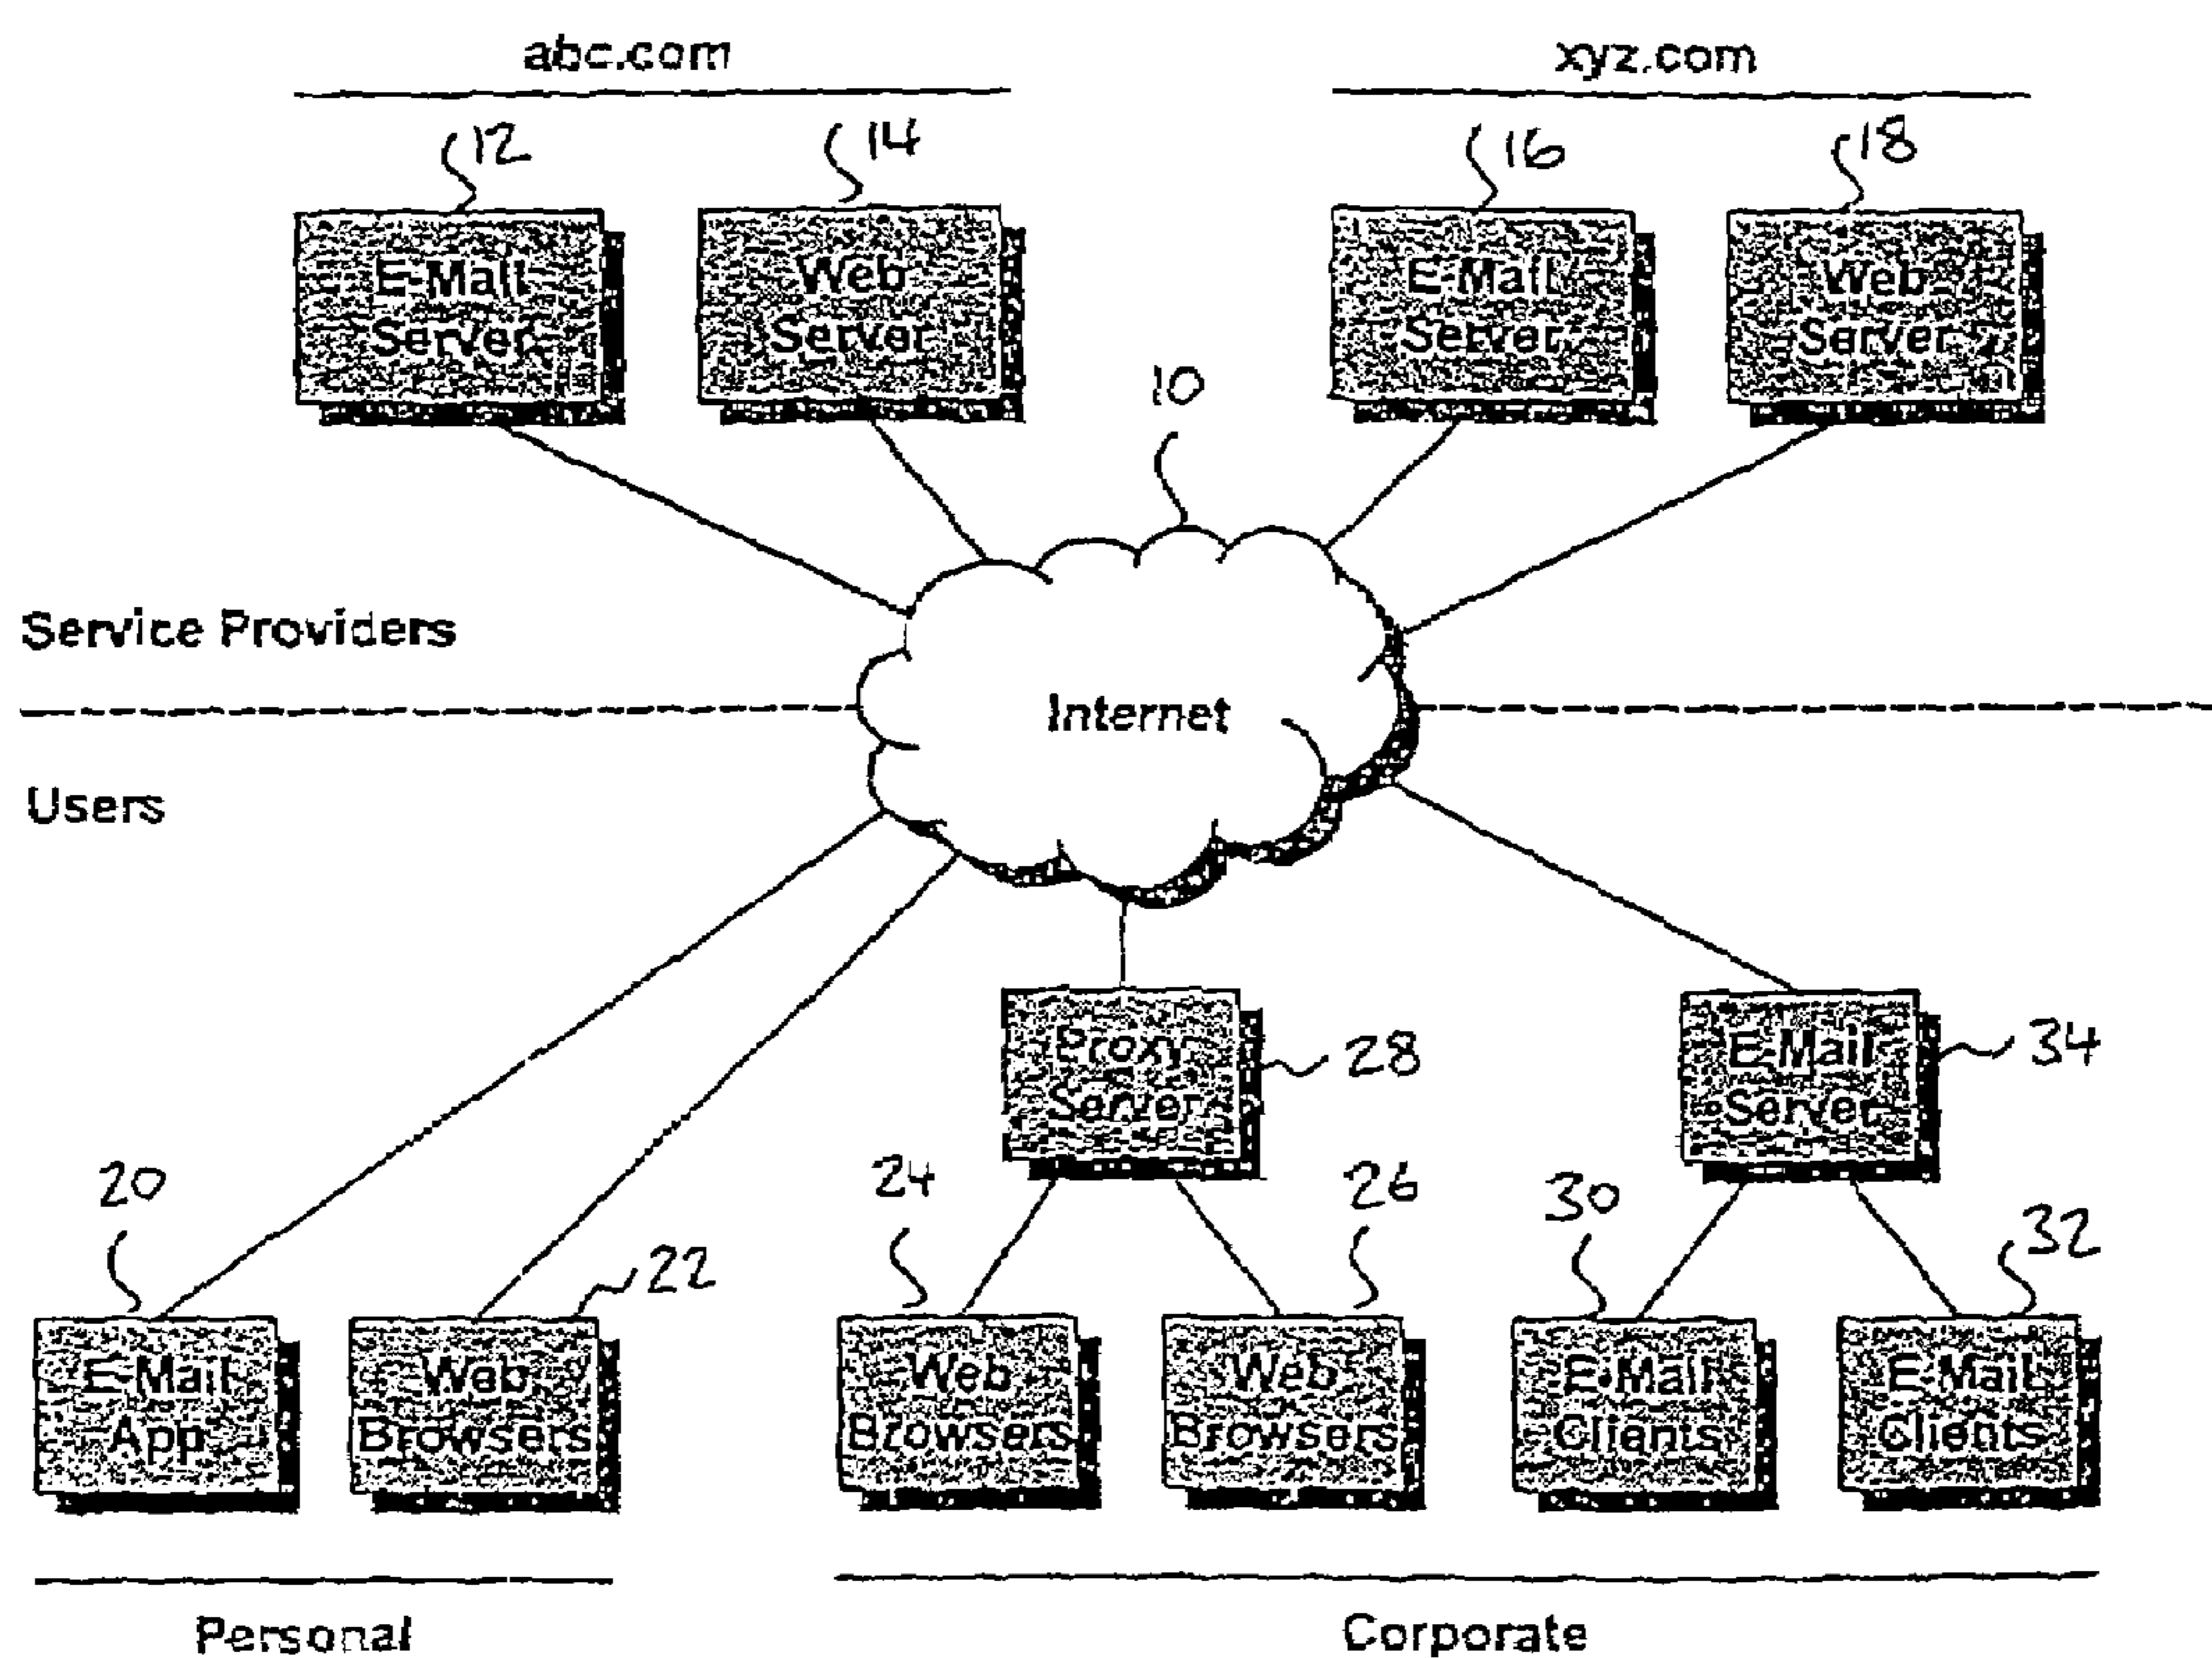 abc.com
xyz.com
12
14
16
18
E-Mail
Server
Web
Server
E-Mail
Server
Web
Server
10
Service Providers
Internet
Users
Proxy
Server
28
E-Mail
Server
34
20
22
24
26
30
32
E-Mail
App
Web
Browsers
Web
Browsers
Web
Browsers
E-Mail
Clients
E-Mail
Clients
Personal
Corporate